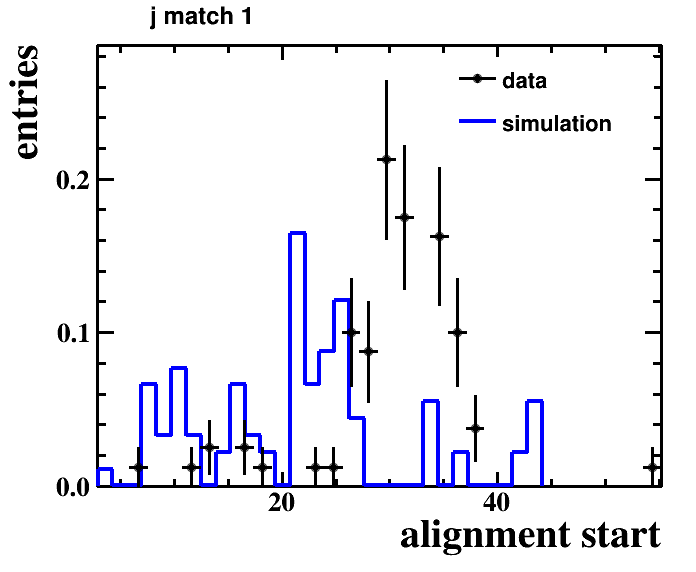 j match 1
entries
data
simulation
0.2
0.1
0.0
20
40
alignment start